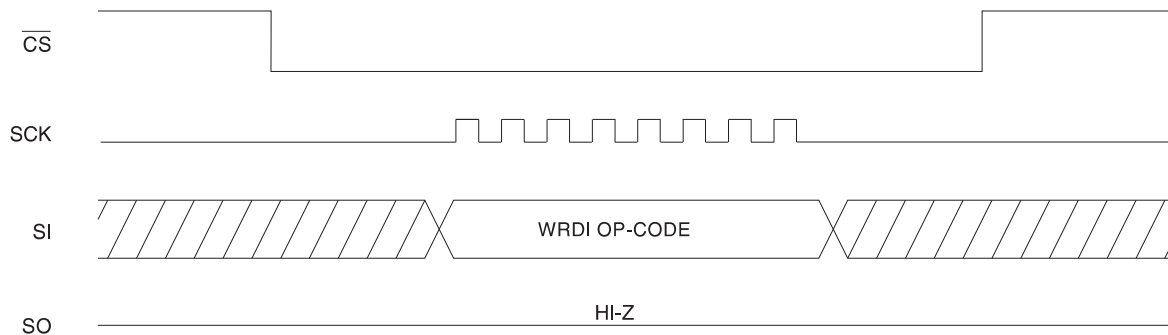 CS
SCK
SI
WRDI OP-CODE
HI-Z
SO